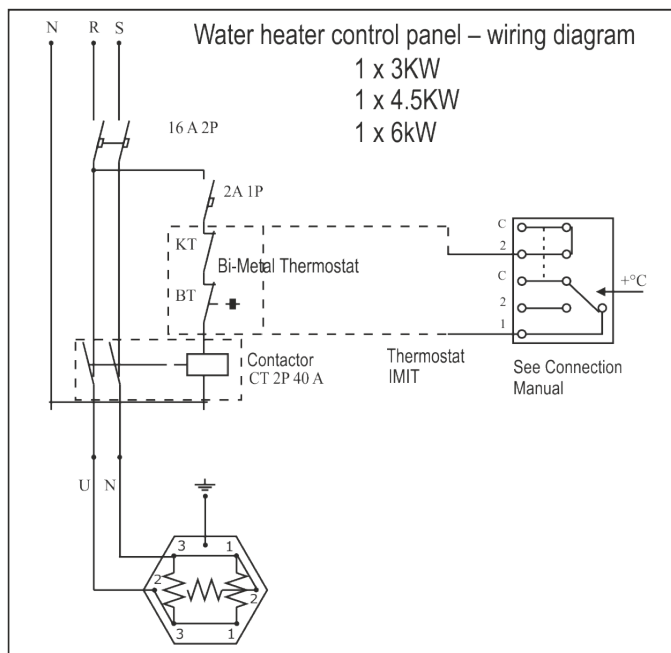 N R S
Water heater control panel – wiring diagram
1 x 3KW
1 x 4.5KW
1 x 6kW
16 A 2P
2A 1P
KT
Bi-Metal Thermostat
BT
C
2
C
2
1
+°C
Contactor
CT 2P 40 A
Thermostat
IMIT
See Connection
Manual
U N
3 1
2 2
3 1